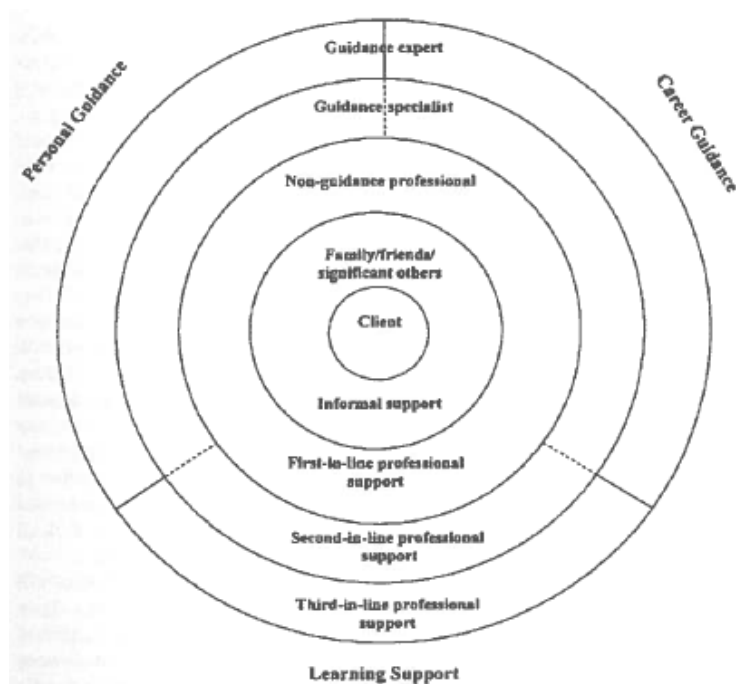 Guidance expert
Personal Guidance
Career Guidance
Guidance specialist
Non-guidance professional
Family/friends/
significant others
Client
Informal support
First-in-line professional
support
Second-in-line professional
support
Third-in-line professional
support
Learning Support